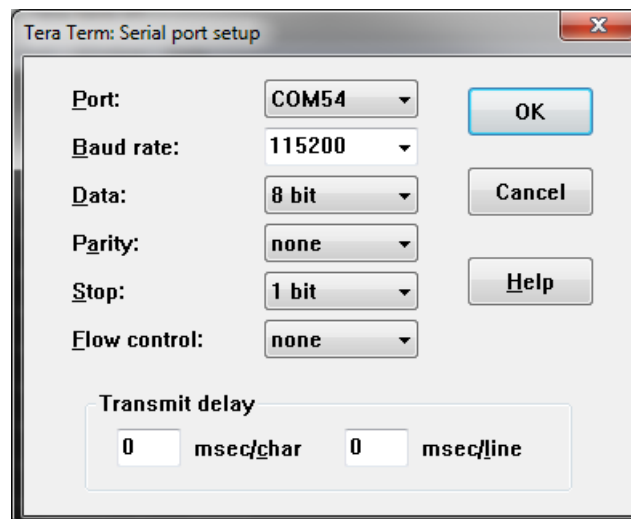 Tera Term: Serial port setup
Port: COM54
OK
Baud rate: 115200
Data: 8 bit
Cancel
Parity: none
Stop: 1 bit
Help
Flow control: none
Transmit delay
0 msec/char 0 msec/line